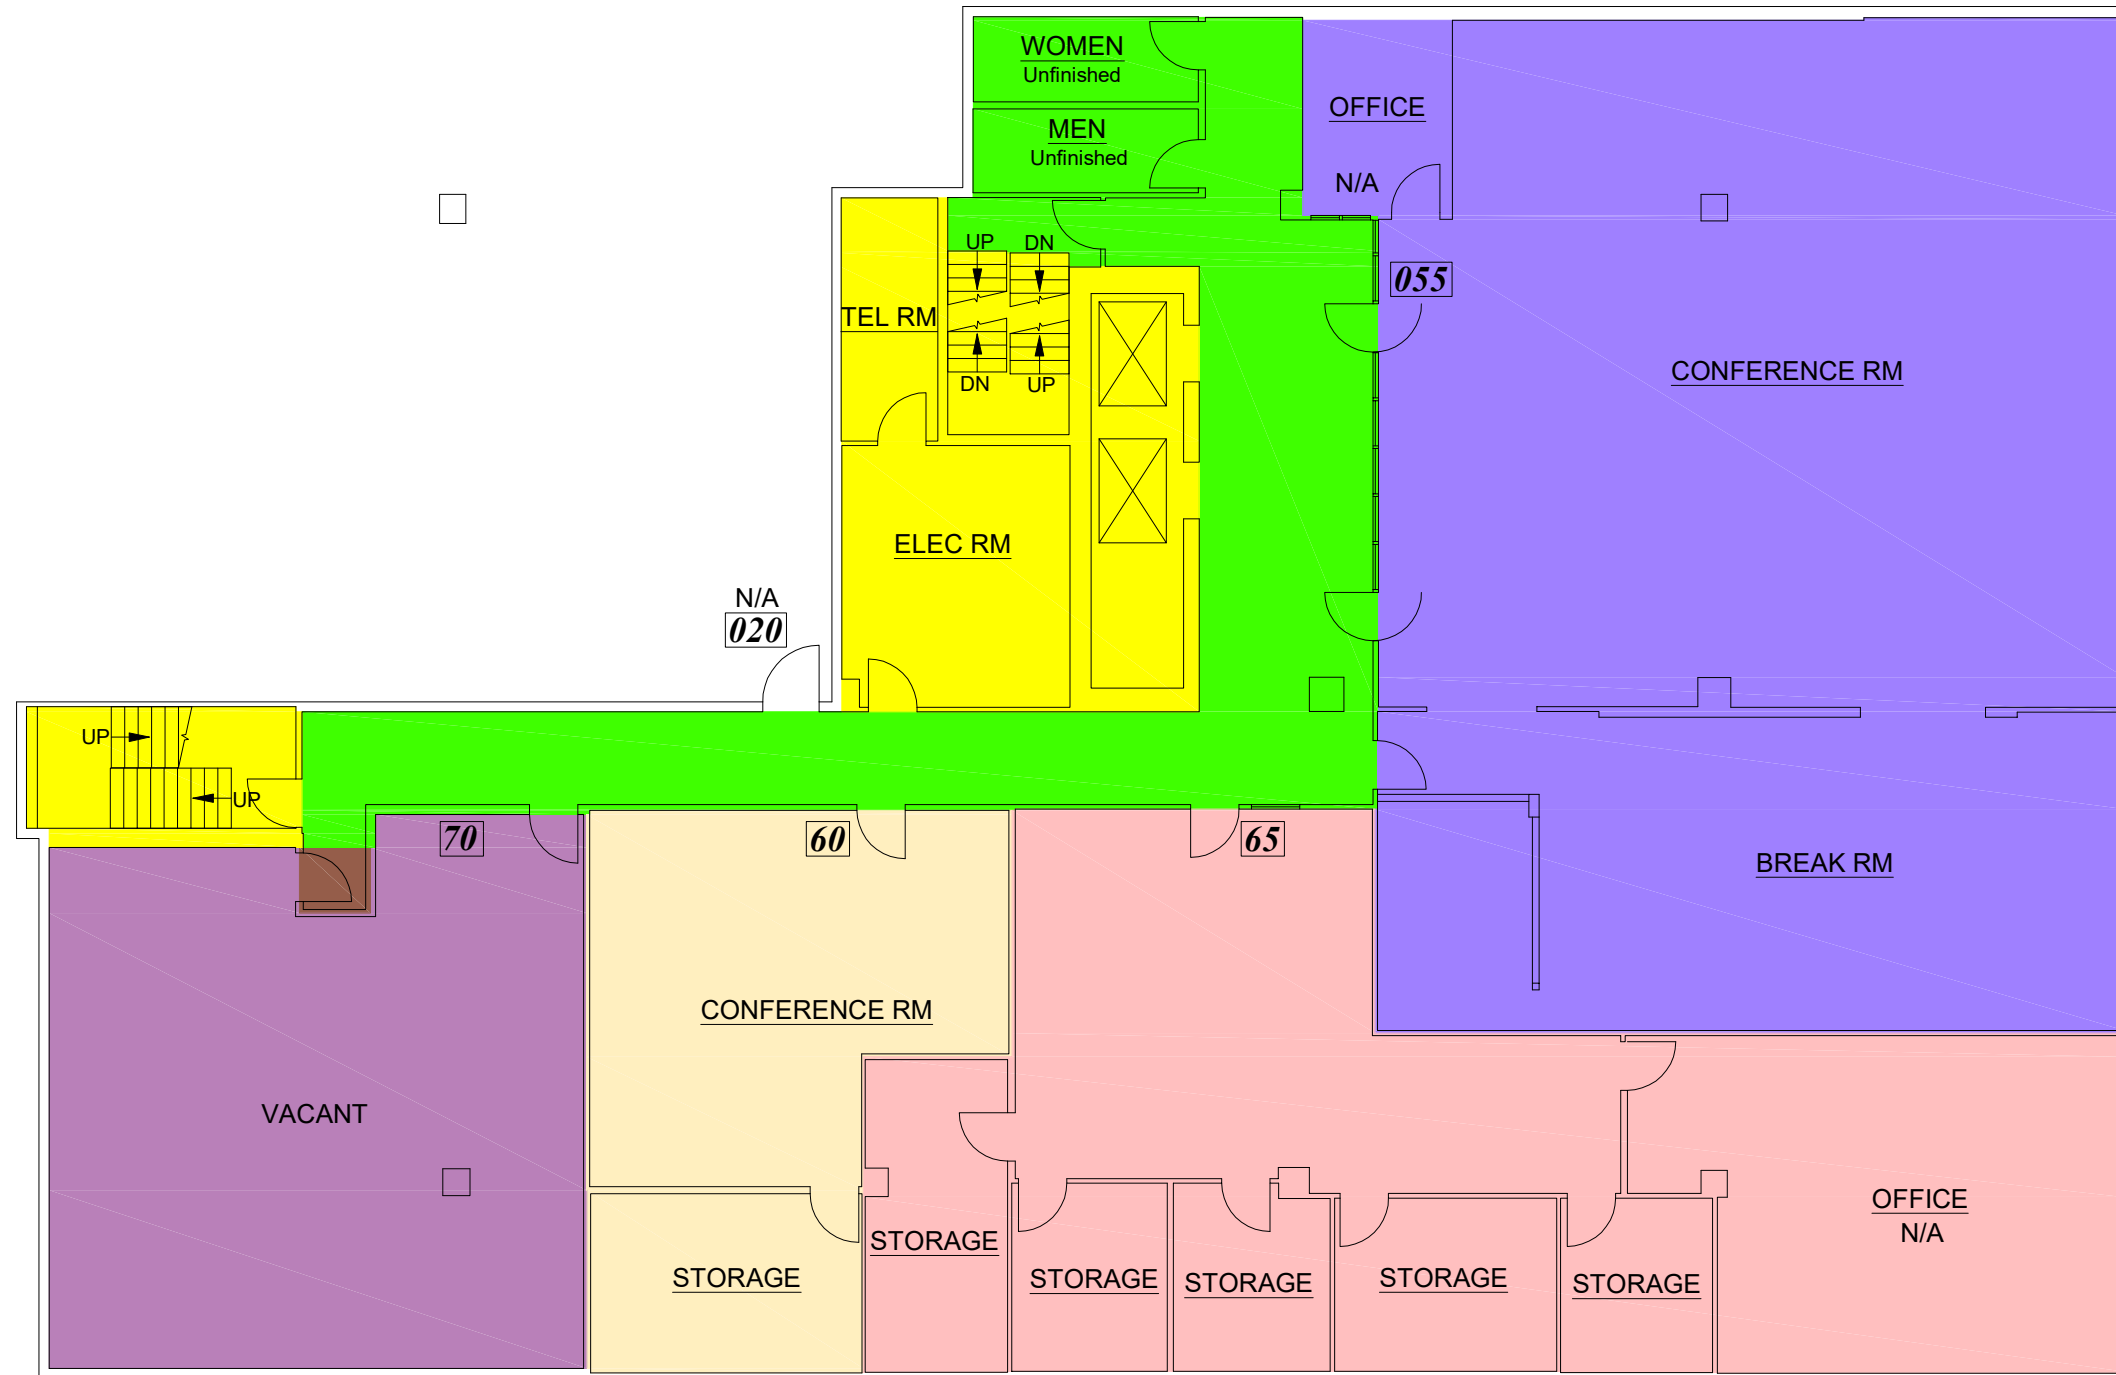 WOMEN
Unfinished
OFFICE
MEN
Unfinished
N/A
UP
DN
055
TEL RM
CONFERENCE RM
DN
UP
ELEC RM
N/A
020
UP
UP
70
60
65
BREAK RM
CONFERENCE RM
VACANT
OFFICE
N/A
STORAGE
STORAGE
STORAGE
STORAGE
STORAGE
STORAGE